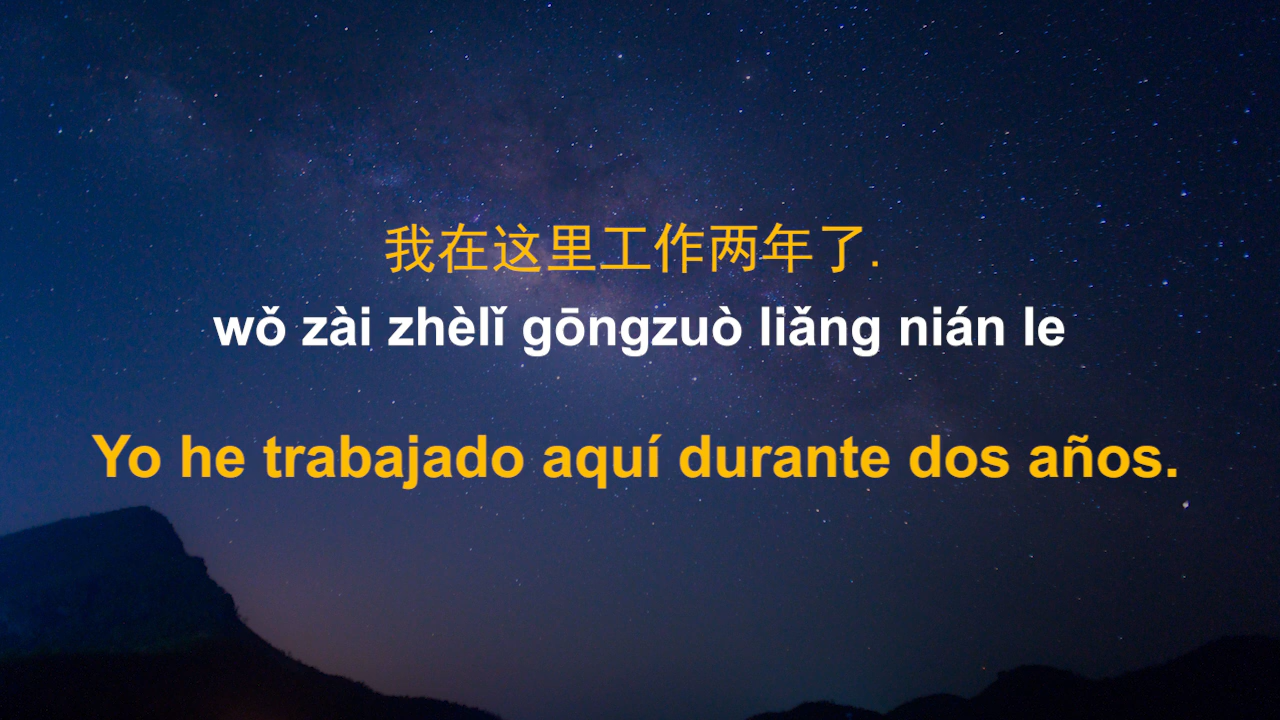 我在这里工作两年了.
wǒ zài zhèlǐ gōngzuò liǎng nián le
Yo he trabajado aquí durante dos años.